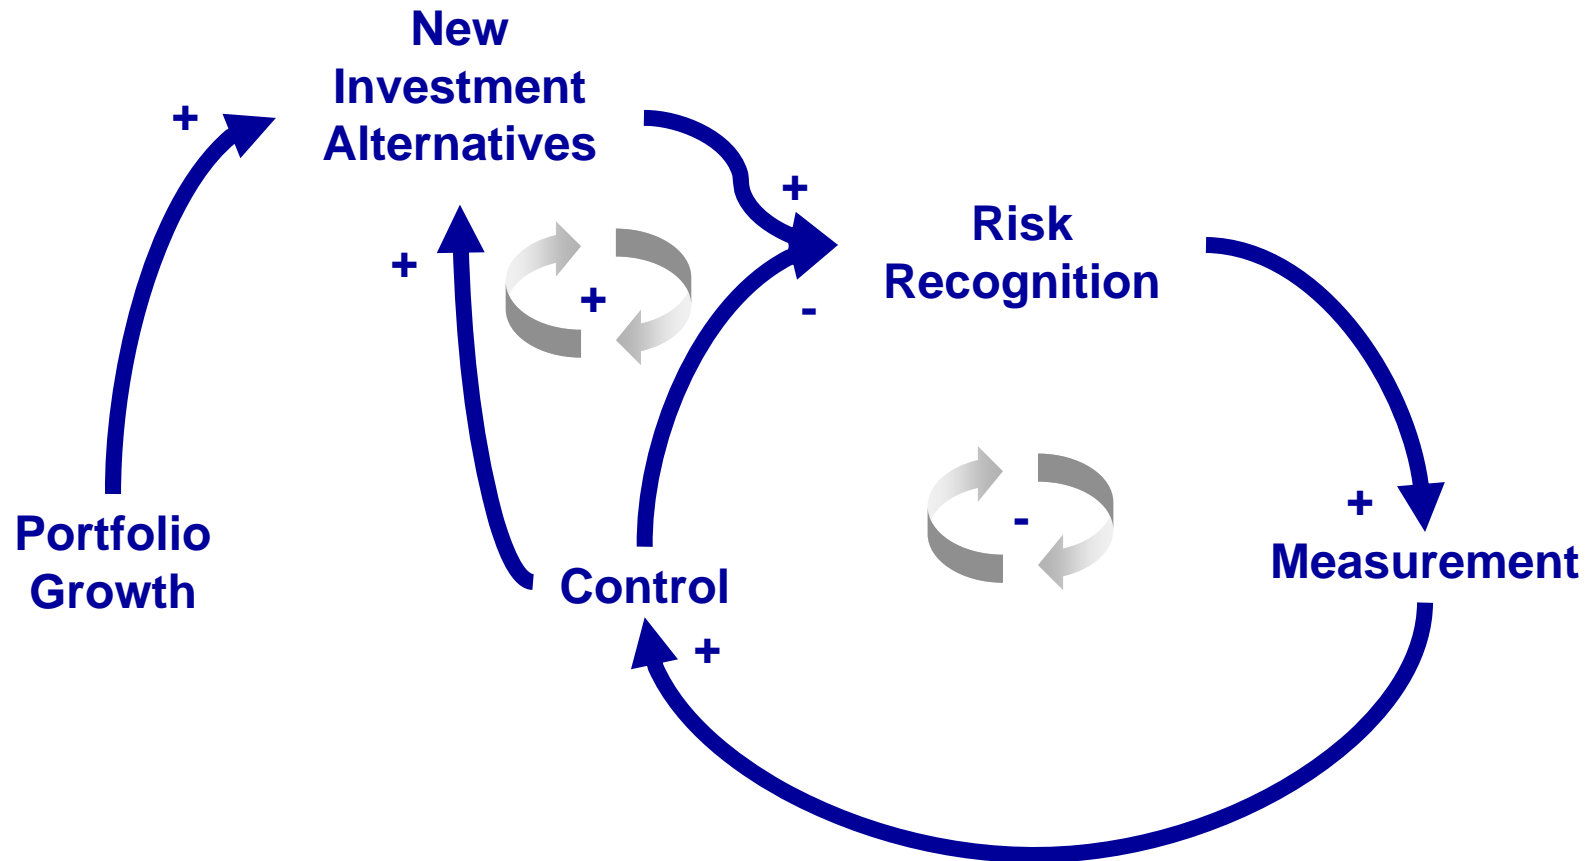 New
Investment
Alternatives
+
+
+
+
-
Risk
Recognition
-
+
Measurement
Portfolio
Growth
Control
+